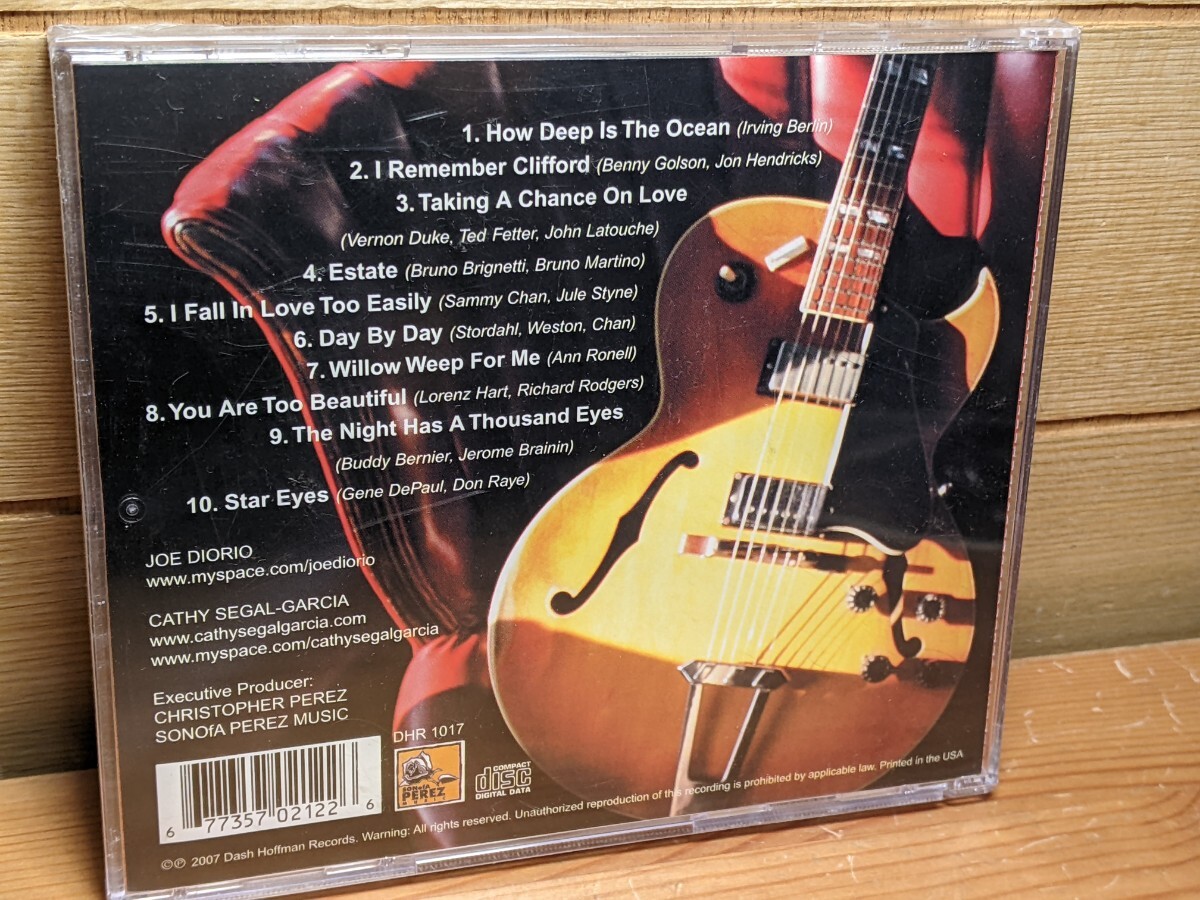 1. How Deep Is The Ocean (Irving Berlin)
2. I Remember Clifford (Benny Golson, Jon Hendricks)
3. Taking A Chance On Love
(Vernon Duke, Ted Fetter, John Latouche)
4. Estate (Bruno Brignetti, Bruno Martino)
5. I Fall In Love Too Easily (Sammy Chan, Jule Styne)
6. Day By Day (Stordahl, Weston, Chan)
7. Willow Weep For Me (Ann Ronell)
8. You Are Too Beautiful (Lorenz Hart, Richard Rodgers)
9. The Night Has A Thousand Eyes
(Buddy Bernier, Jerome Brainin)
10. Star Eyes (Gene DePaul, Don Raye)
JOE DIORIO
www.myspace.com/joediorio
CATHY SEGAL-GARCIA
www.cathysegalgarcia.com
www.myspace.com/cathysegalgarcia
Executive Producer:
CHRISTOPHER PEREZ
SONOfA PEREZ MUSIC
DHR 1017
SONofA
PEREZ
MUSIC
COMPACT
disc
DIGITAL DATA
6 77357 02122 6
©℗ 2007 Dash Hoffman Records. Warning: All rights reserved. Unauthorized reproduction of this recording is prohibited by applicable law. Printed in the USA